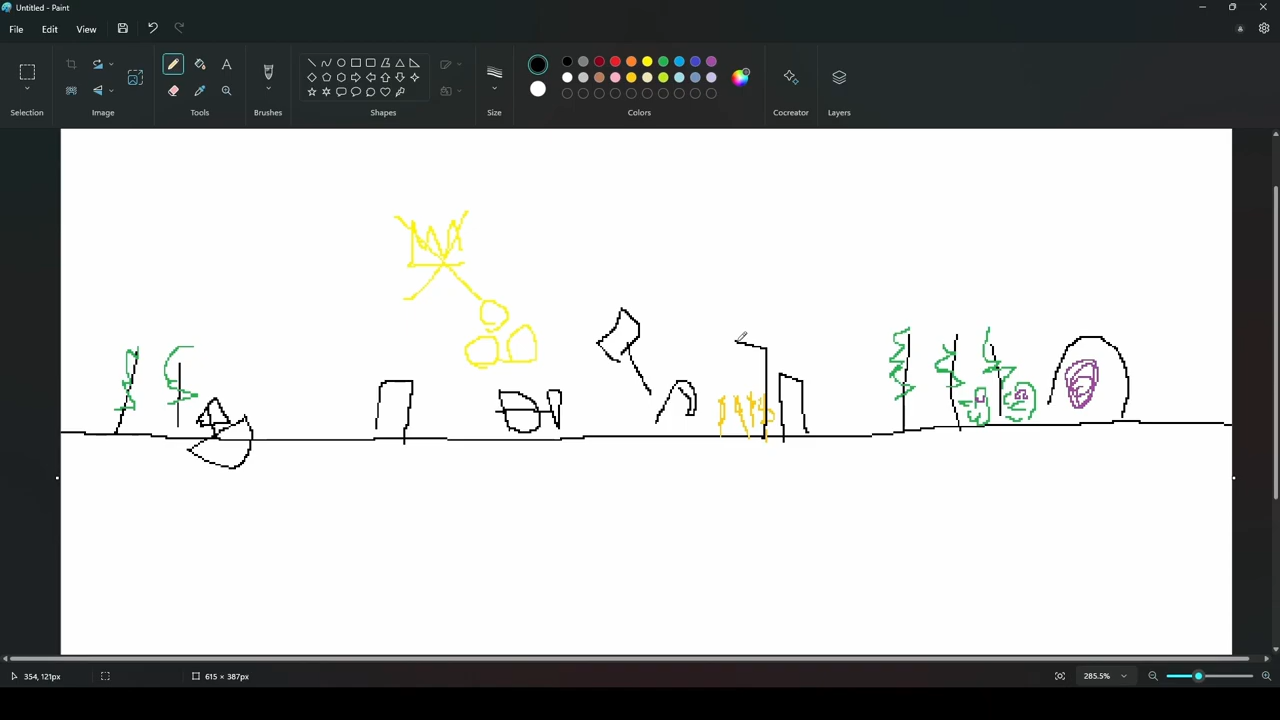 Untitled - Paint
File Edit View
Selection
Image
Tools
Brushes
Shapes
Size
Colors
Cocreator
Layers
354, 121px
615 × 387px
285.5%